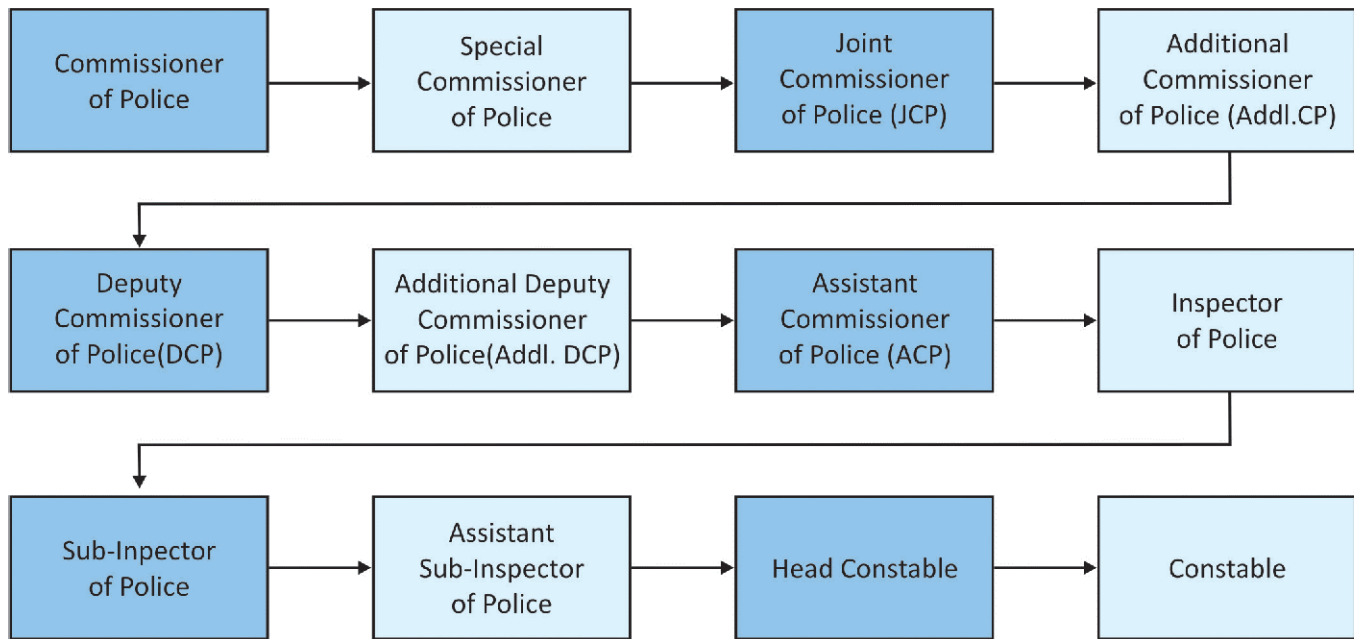 Commissioner
of Police
Special
Commissioner
of Police
Joint
Commissioner
of Police (JCP)
Additional
Commissioner
of Police (Addl.CP)
Deputy
Commissioner
of Police(DCP)
Additional Deputy
Commissioner
of Police(Addl. DCP)
Assistant
Commissioner
of Police (ACP)
Inspector
of Police
Sub-Inpector
of Police
Assistant
Sub-Inspector
of Police
Head Constable
Constable